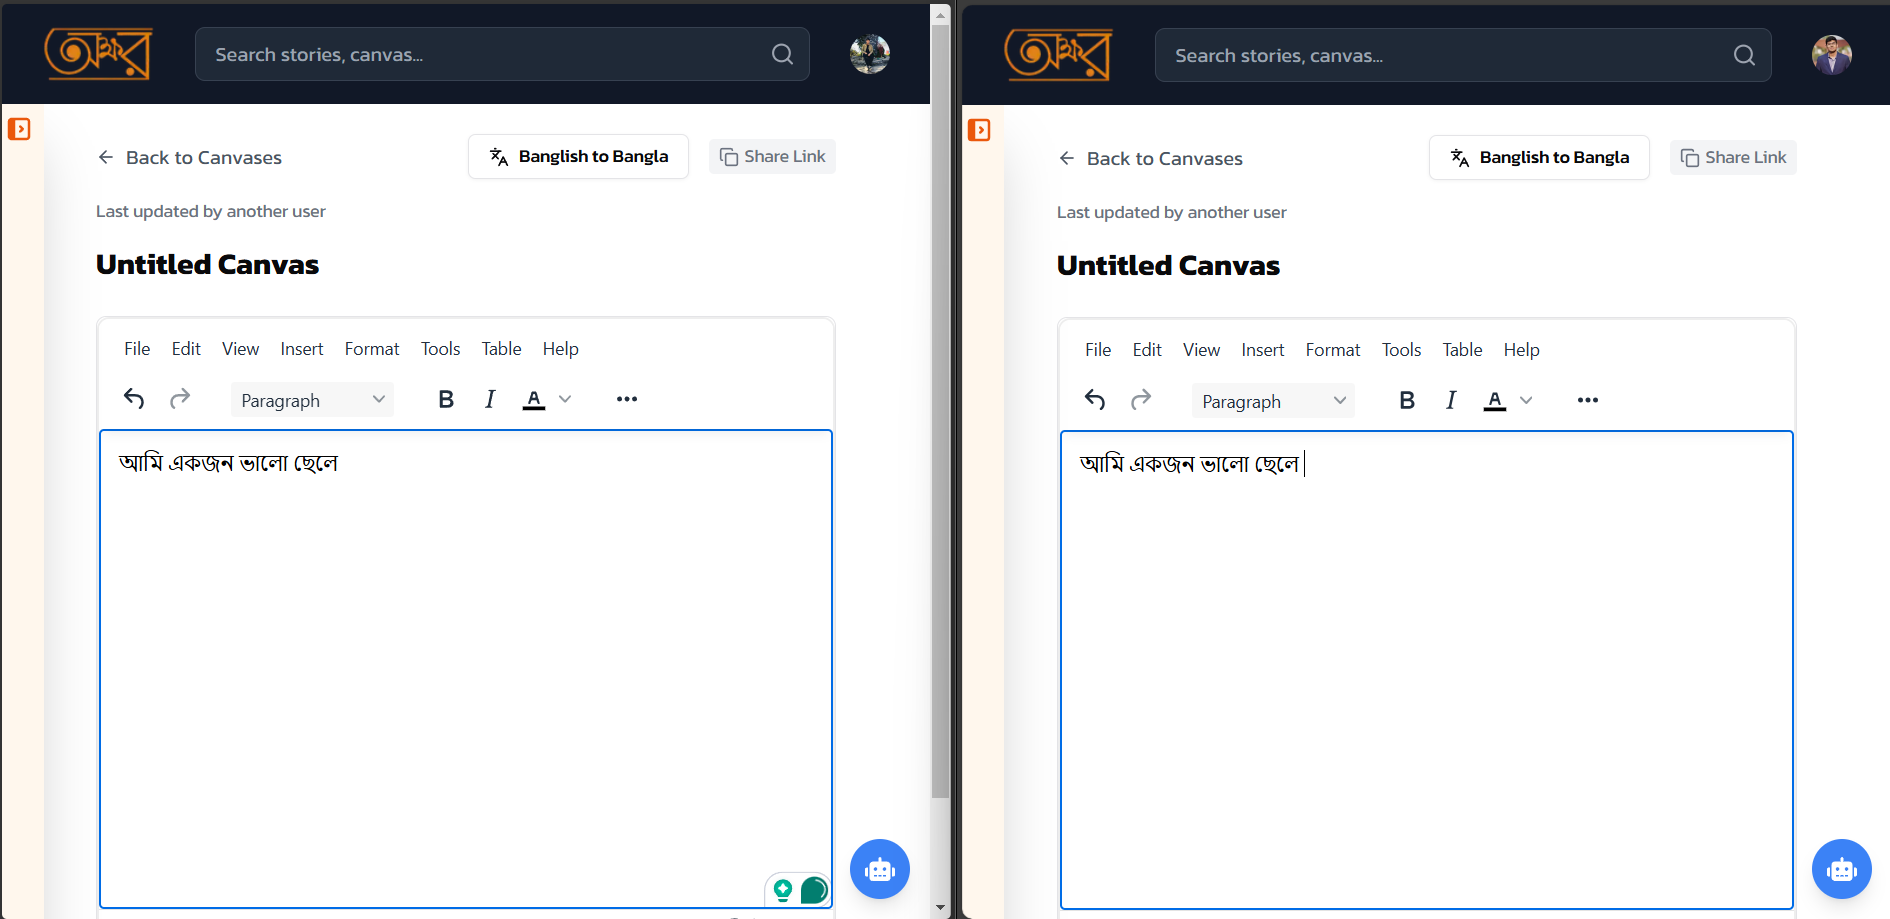 অক্ষর
Search stories, canvas...
Back to Canvases
Banglish to Bangla
Share Link
Last updated by another user
Untitled Canvas
File Edit View Insert Format Tools Table Help
Paragraph
B I A
আমি একজন ভালো ছেলে
অক্ষর
Search stories, canvas...
Back to Canvases
Banglish to Bangla
Share Link
Last updated by another user
Untitled Canvas
File Edit View Insert Format Tools Table Help
Paragraph
B I A
আমি একজন ভালো ছেলে